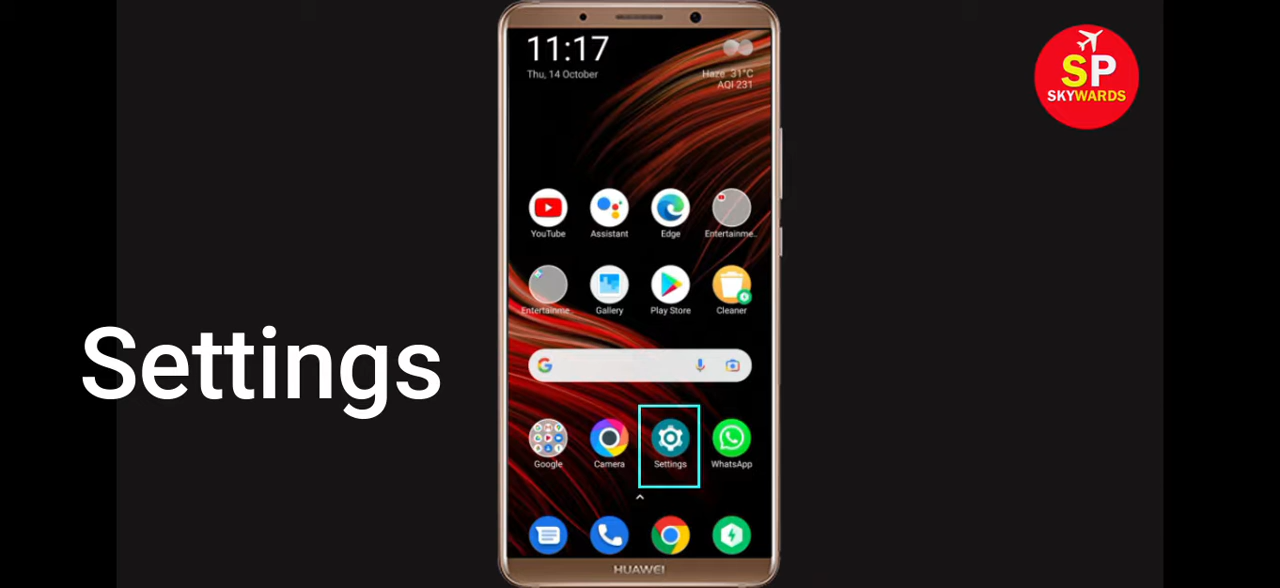 11:17
Thu, 14 October
Haze 31°C
AQI 231
SP
SKYWARDS
YouTube
Assistant
Edge
Entertainme..
Entertainme..
Gallery
Play Store
Cleaner
Settings
Google
Camera
Settings
WhatsApp
HUAWEI